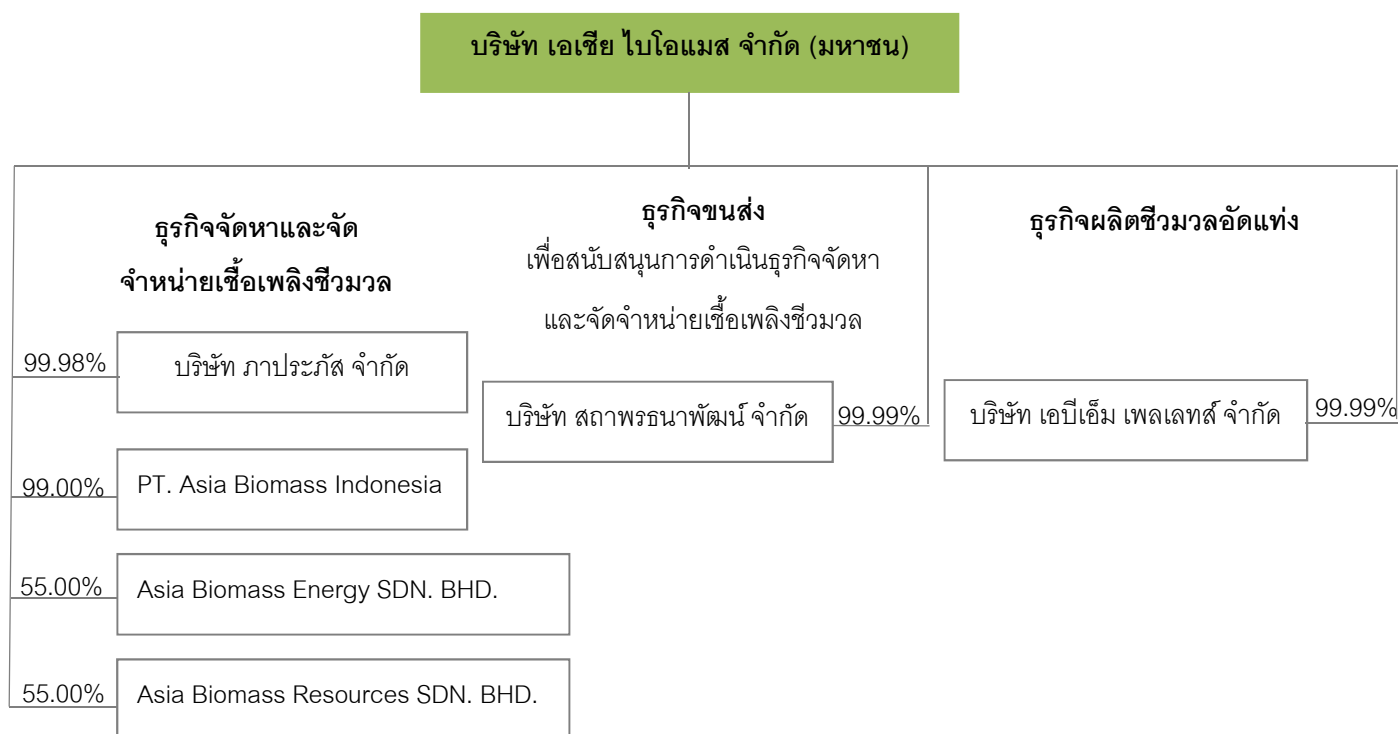 บริษัท เอเชีย ไบโอแมส จำกัด (มหาชน)
ธุรกิจจัดหาและจัด
จำหน่ายเชื้อเพลิงชีวมวล
99.98%
บริษัท ภาประภัส จำกัด
99.00%
PT. Asia Biomass Indonesia
55.00%
Asia Biomass Energy SDN. BHD.
55.00%
Asia Biomass Resources SDN. BHD.
ธุรกิจขนส่ง
เพื่อสนับสนุนการดำเนินธุรกิจจัดหา
และจัดจำหน่ายเชื้อเพลิงชีวมวล
บริษัท สถาพรธนาพัฒน์ จำกัด
99.99%
ธุรกิจผลิตชีวมวลอัดแท่ง
บริษัท เอบีเอ็ม เพลเลทส์ จำกัด
99.99%